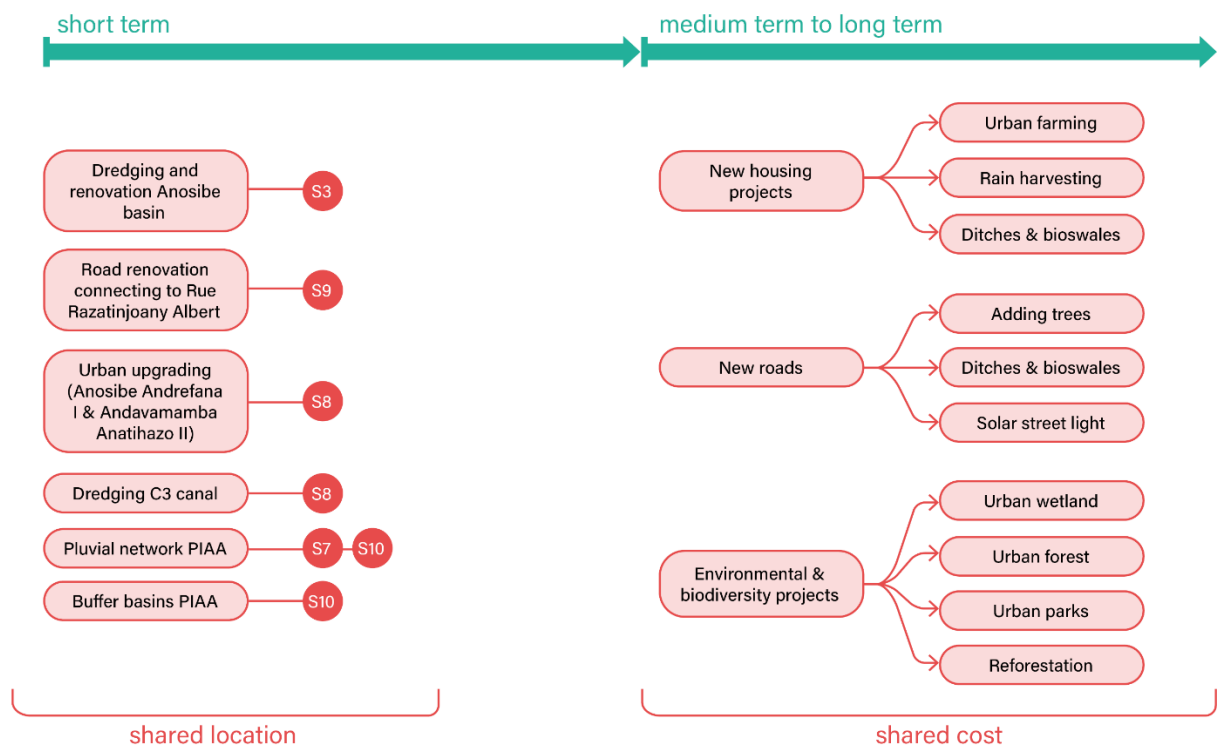 short term
medium term to long term
Dredging and
renovation Anosibe
basin
S3
Road renovation
connecting to Rue
Razatinjoany Albert
S9
Urban upgrading
(Anosibe Andrefana
I & Andavamamba
Anatihazo II)
S8
Dredging C3 canal
S8
Pluvial network PIAA
S7
S10
Buffer basins PIAA
S10
shared location
New housing
projects
Urban farming
Rain harvesting
Ditches & bioswales
New roads
Adding trees
Ditches & bioswales
Solar street light
Environmental &
biodiversity projects
Urban wetland
Urban forest
Urban parks
Reforestation
shared cost